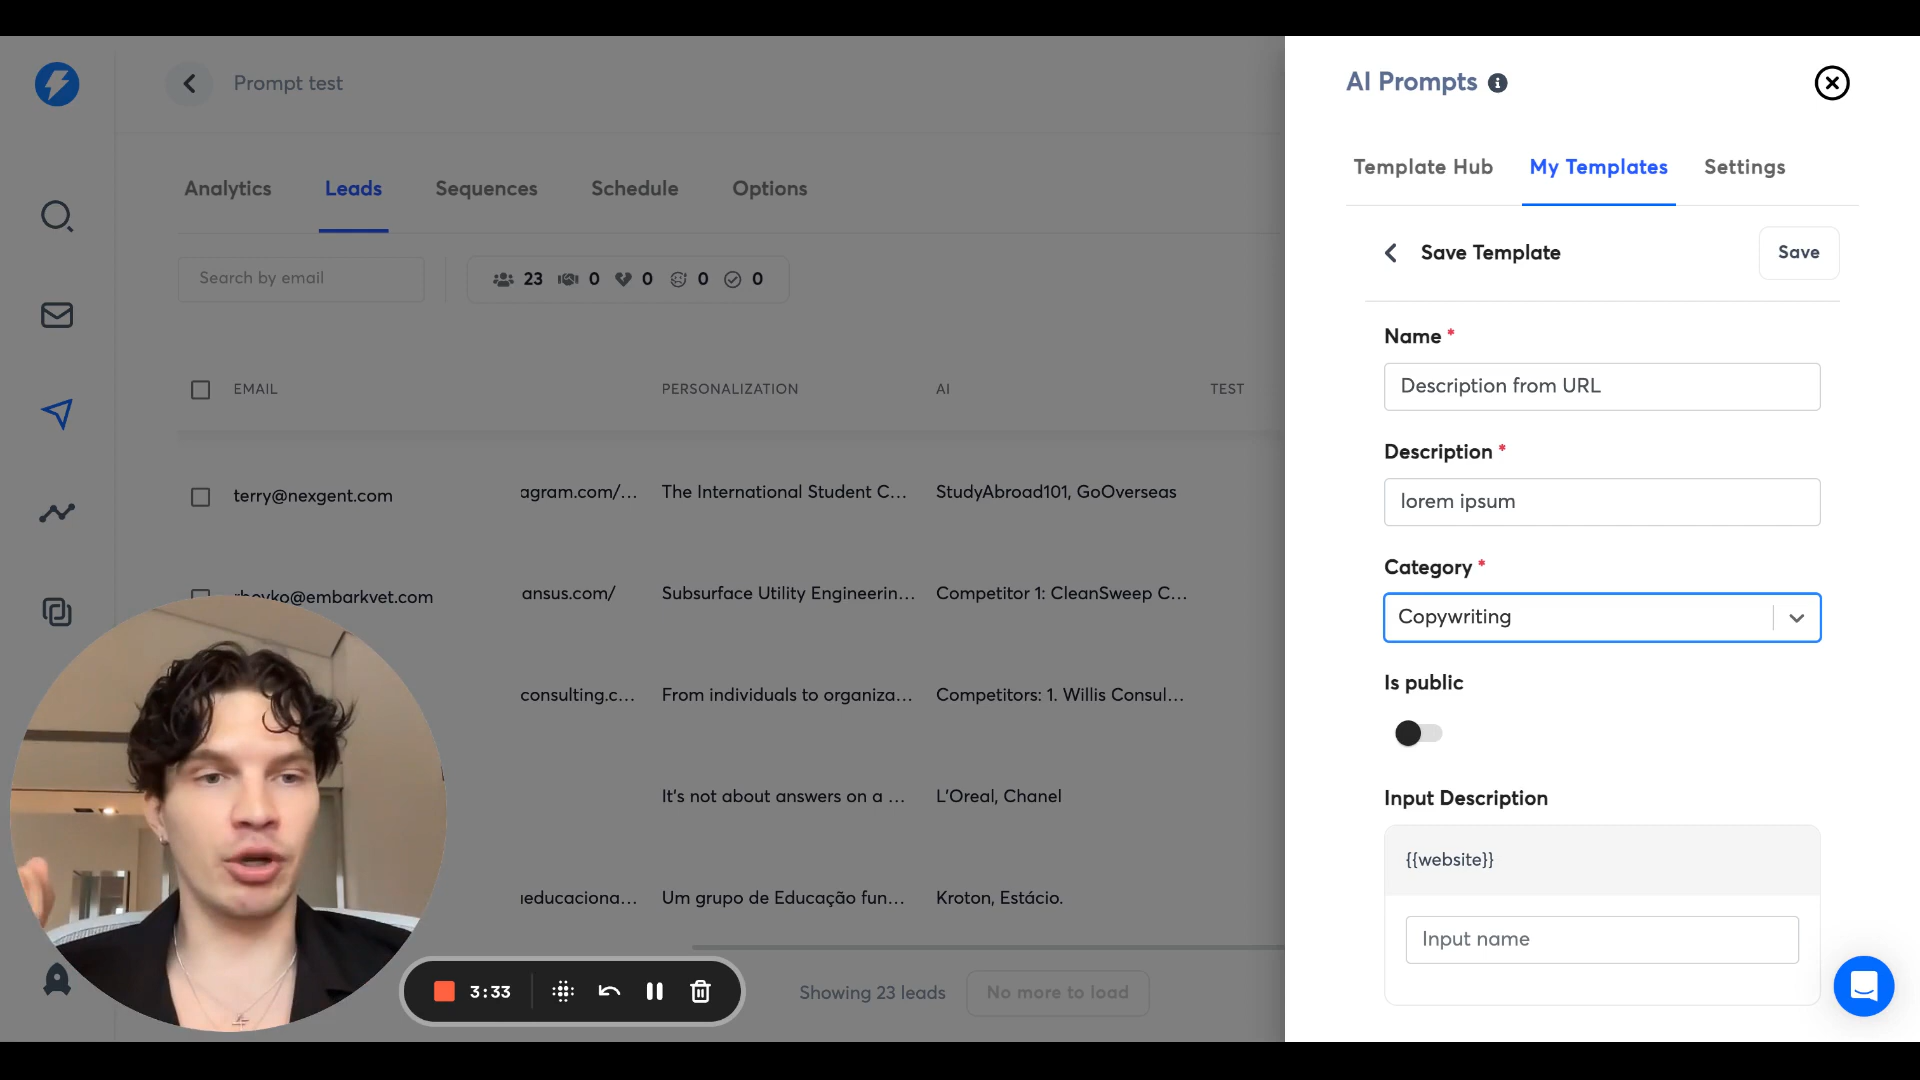 Prompt test
Analytics
Leads
Sequences
Schedule
Options
Search by email
23
0
0
0
0
EMAIL
PERSONALIZATION
AI
TEST
terry@nexgent.com
agram.com/...
The International Student C...
StudyAbroad101, GoOverseas
@embarkvet.com
ansus.com/
Subsurface Utility Engineerin...
Competitor 1: CleanSweep C...
consulting.c...
From individuals to organiza...
Competitors: 1. Willis Consul...
It's not about answers on a ...
L'Oreal, Chanel
educaciona...
Um grupo de Educação fun...
Kroton, Estácio.
3:33
Showing 23 leads
No more to load
AI Prompts
Template Hub
My Templates
Settings
Save Template
Save
Name *
Description from URL
Description *
lorem ipsum
Category *
Copywriting
Is public
Input Description
{{website}}
Input name